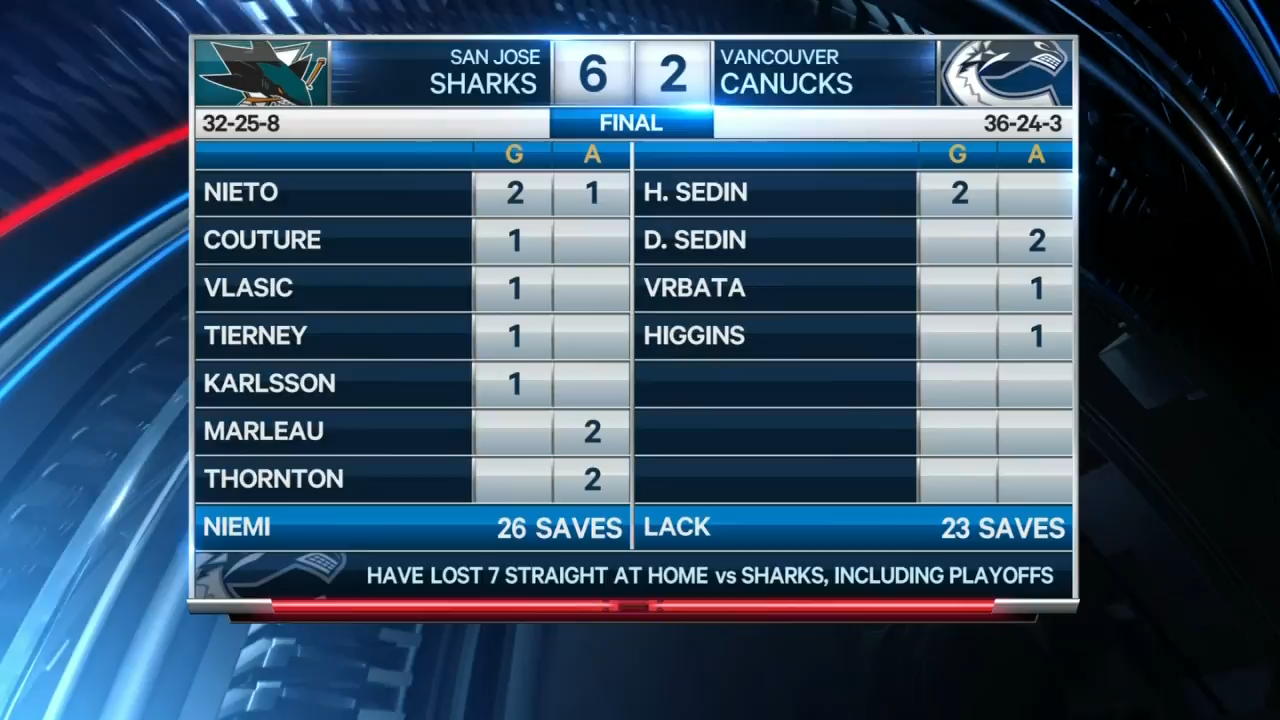 SAN JOSE SHARKS 6 2 VANCOUVER CANUCKS
32-25-8 FINAL 36-24-3
G A G A
NIETO 2 1 H. SEDIN 2
COUTURE 1 D. SEDIN 2
VLASIC 1 VRBATA 1
TIERNEY 1 HIGGINS 1
KARLSSON 1
MARLEAU 2
THORNTON 2
NIEMI 26 SAVES LACK 23 SAVES
HAVE LOST 7 STRAIGHT AT HOME vs SHARKS, INCLUDING PLAYOFFS